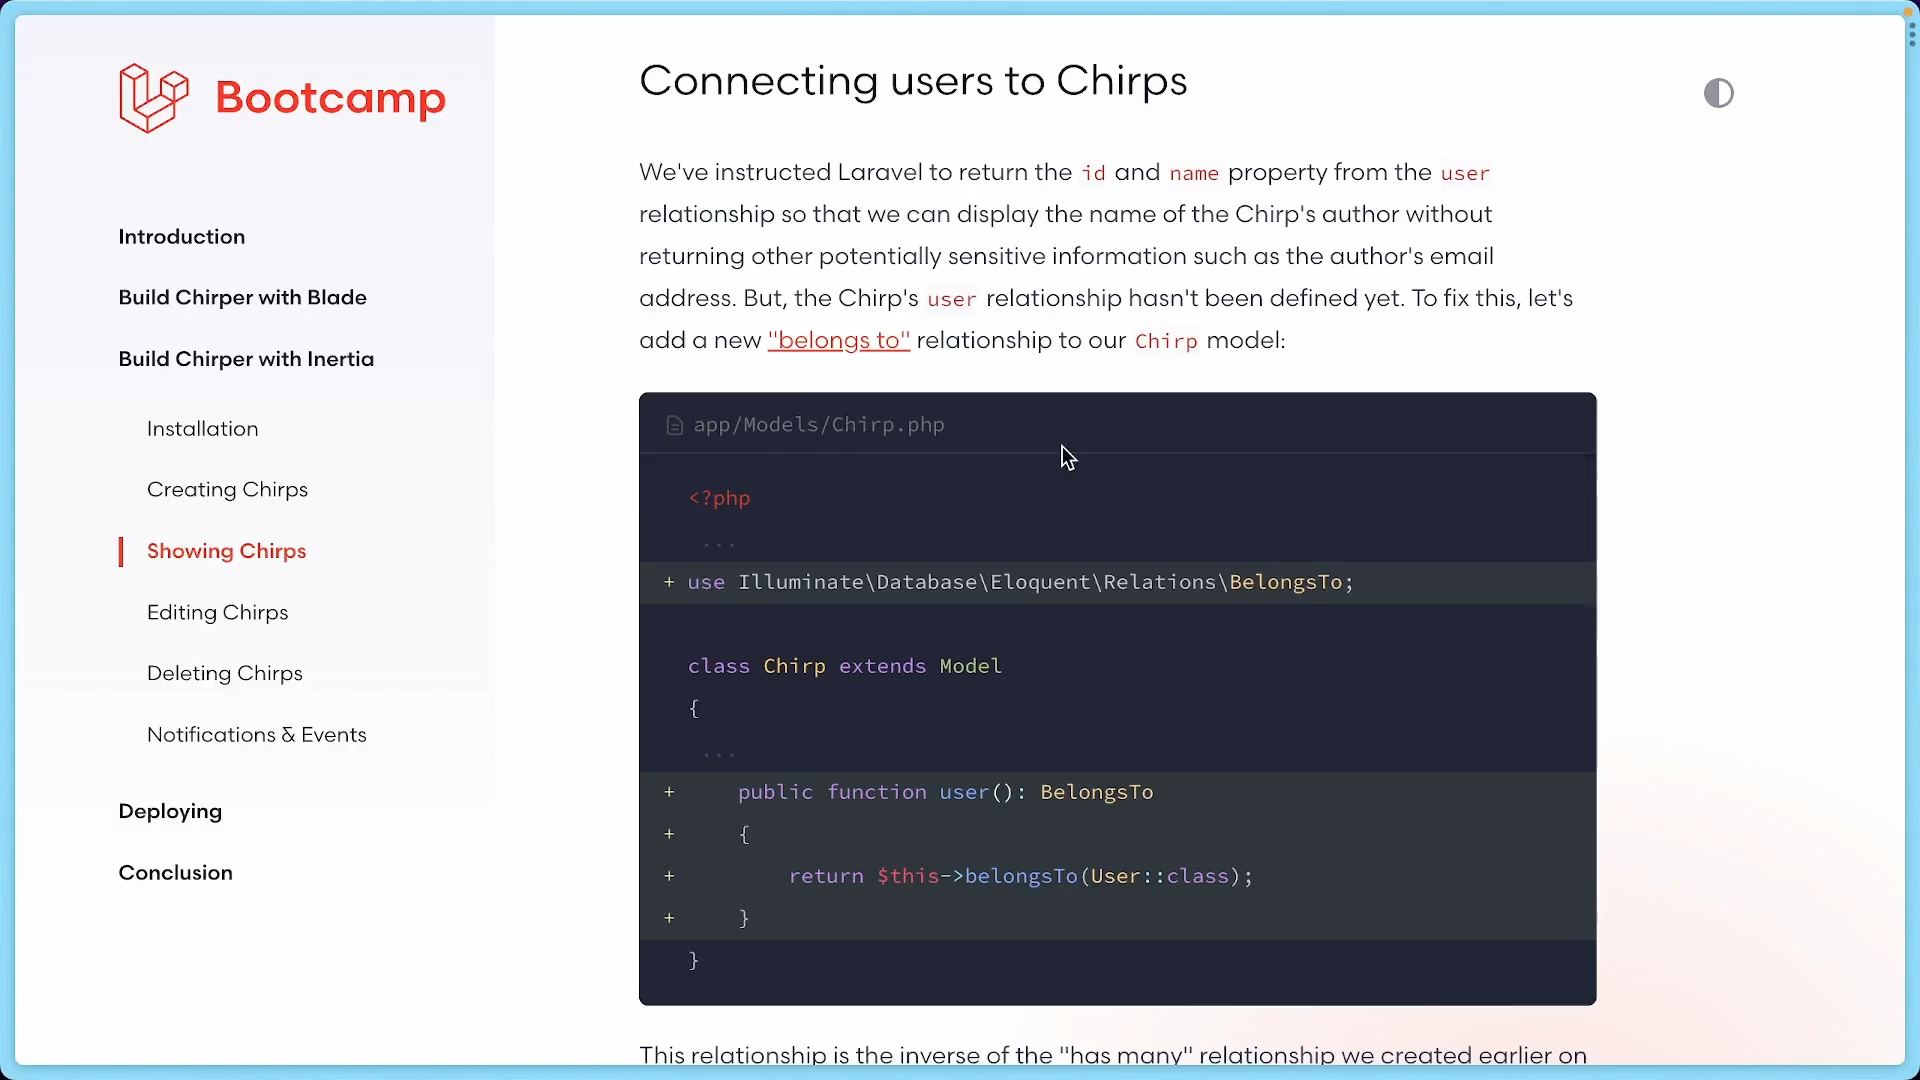 Bootcamp
Introduction
Build Chirper with Blade
Build Chirper with Inertia
Installation
Creating Chirps
Showing Chirps
Editing Chirps
Deleting Chirps
Notifications & Events
Deploying
Conclusion
Connecting users to Chirps
We've instructed Laravel to return the id and name property from the user
relationship so that we can display the name of the Chirp's author without
returning other potentially sensitive information such as the author's email
address. But, the Chirp's user relationship hasn't been defined yet. To fix this, let's
add a new "belongs to" relationship to our Chirp model:
app/Models/Chirp.php
<?php
...
+ use Illuminate\Database\Eloquent\Relations\BelongsTo;
class Chirp extends Model
{
...
+ public function user(): BelongsTo
+ {
+ return $this->belongsTo(User::class);
+ }
}
This relationship is the inverse of the "has many" relationship we created earlier on